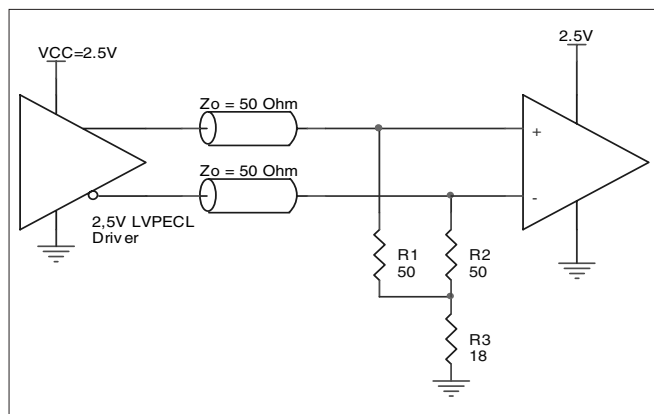 VCC=2.5V
2.5V
Zo = 50 Ohm
+
Zo = 50 Ohm
-
2,5V LVPECL
Driver
R1
50
R2
50
R3
18